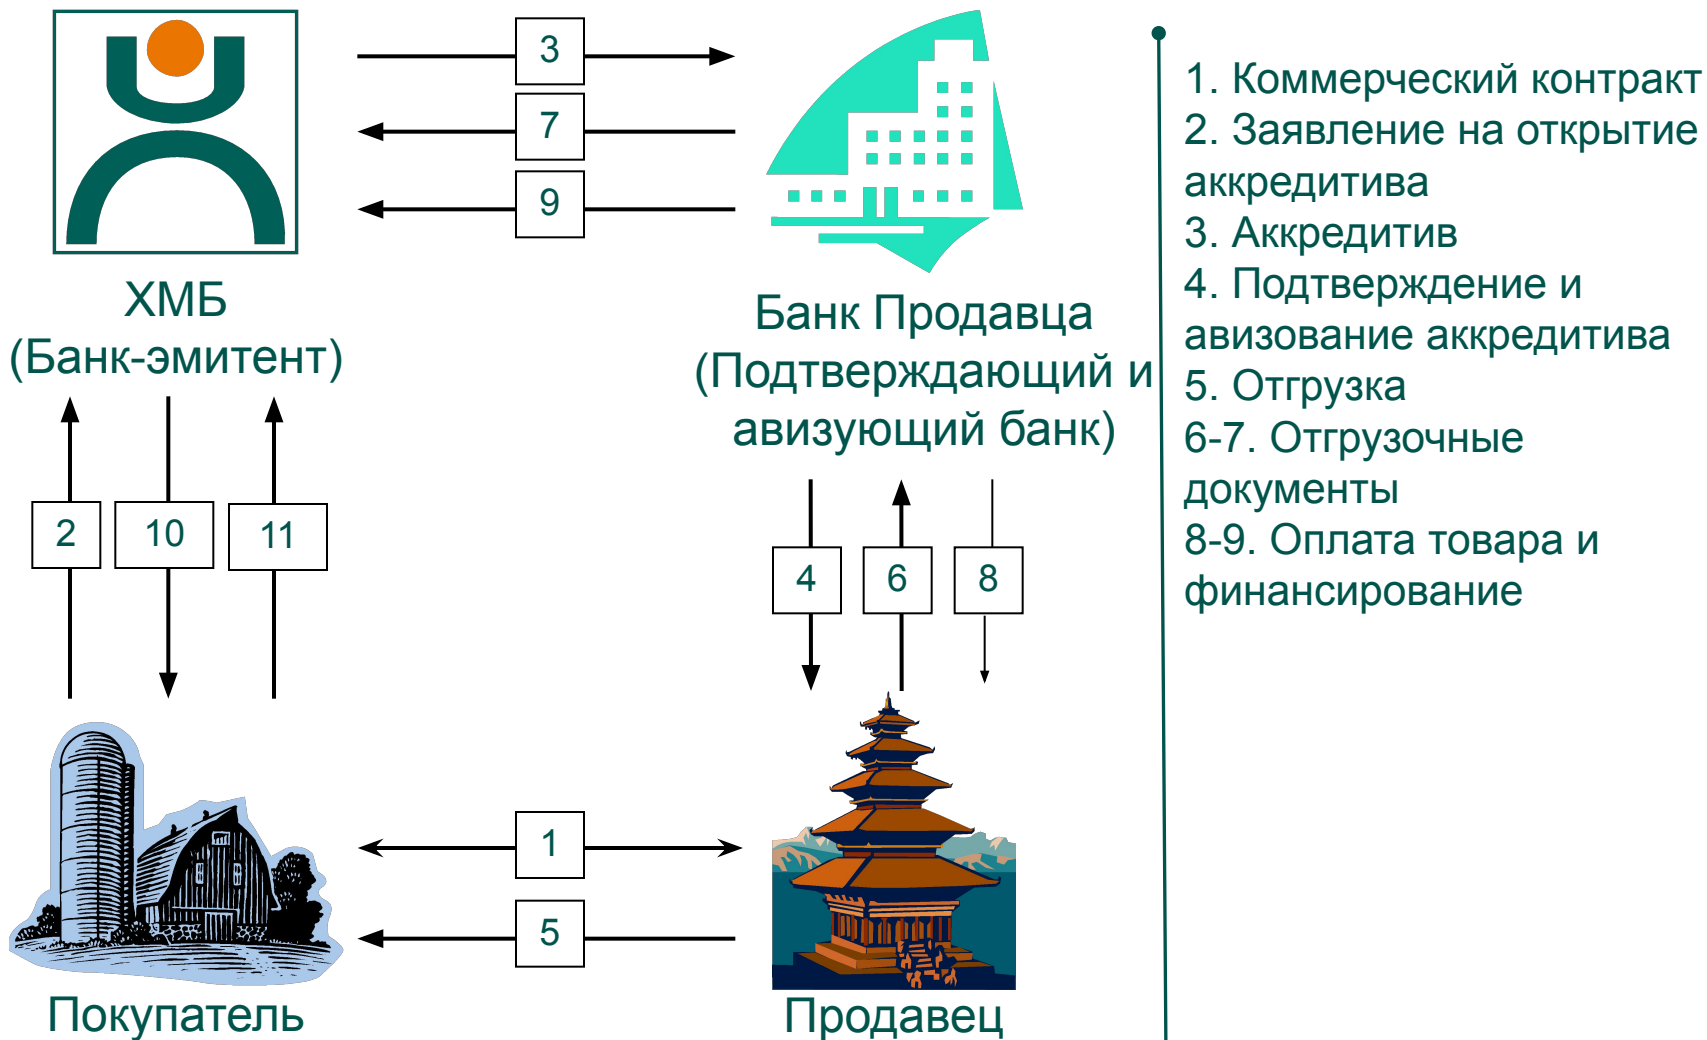 3
7
9
ХМБ
(Банк-эмитент)
Банк Продавца
(Подтверждающий и
авизующий банк)
2
10
11
4
6
8
1
5
Покупатель
Продавец
1. Коммерческий контракт
2. Заявление на открытие
аккредитива
3. Аккредитив
4. Подтверждение и
авизование аккредитива
5. Отгрузка
6-7. Отгрузочные
документы
8-9. Оплата товара и
финансирование